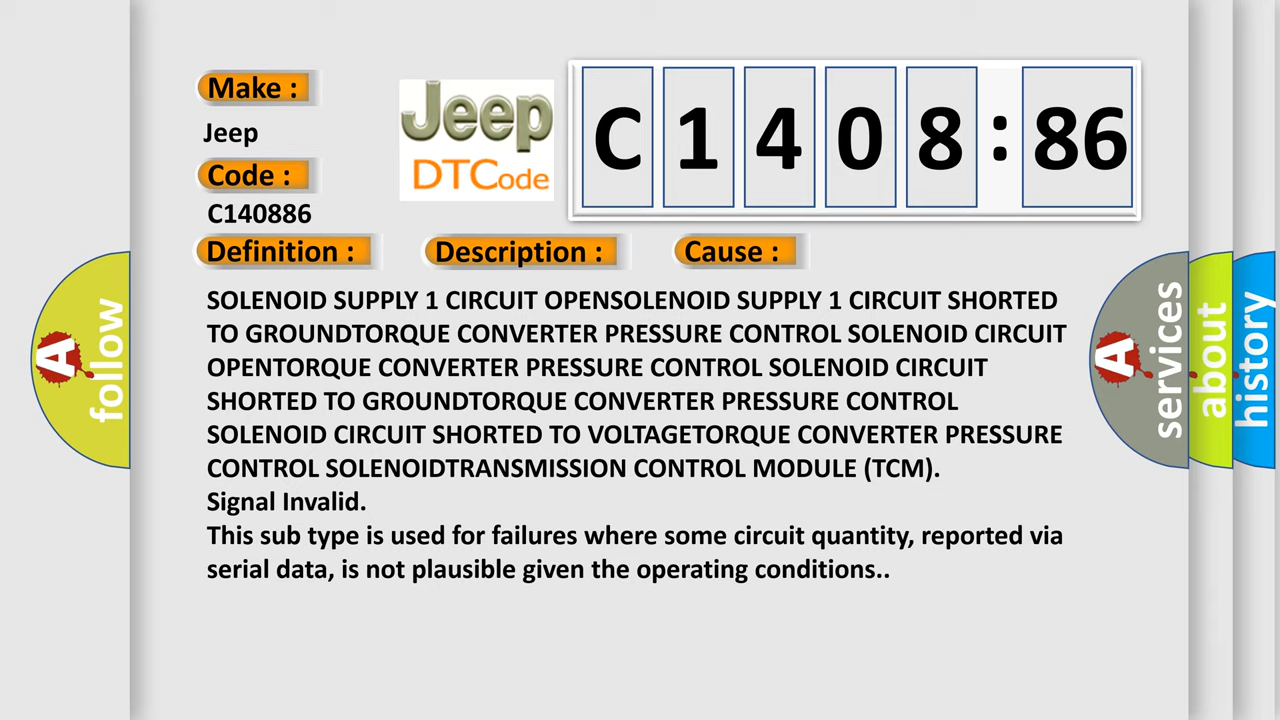 Make :
Jeep
Code :
C140886
Jeep
DTCode
C1408:86
Definition :
Description :
Cause :
SOLENOID SUPPLY 1 CIRCUIT OPENSOLENOID SUPPLY 1 CIRCUIT SHORTED
TO GROUNDTORQUE CONVERTER PRESSURE CONTROL SOLENOID CIRCUIT
OPENTORQUE CONVERTER PRESSURE CONTROL SOLENOID CIRCUIT
SHORTED TO GROUNDTORQUE CONVERTER PRESSURE CONTROL
SOLENOID CIRCUIT SHORTED TO VOLTAGETORQUE CONVERTER PRESSURE
CONTROL SOLENOIDTRANSMISSION CONTROL MODULE (TCM).
Signal Invalid.
This sub type is used for failures where some circuit quantity, reported via
serial data, is not plausible given the operating conditions..
A
follow
A
services
about
history